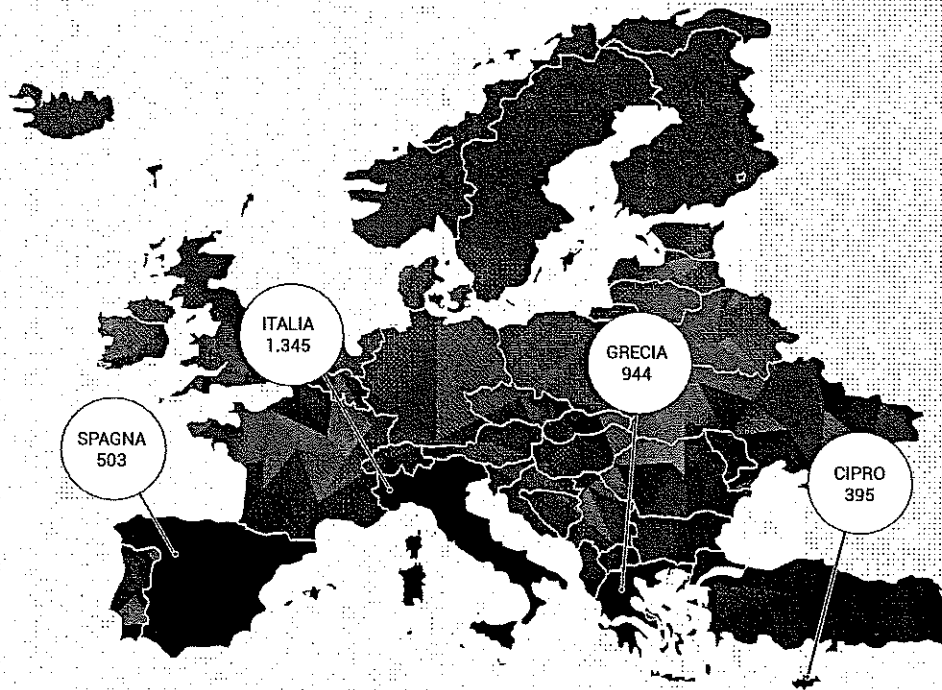 ITALIA
1.345
GRECIA
944
SPAGNA
503
CIPRO
395